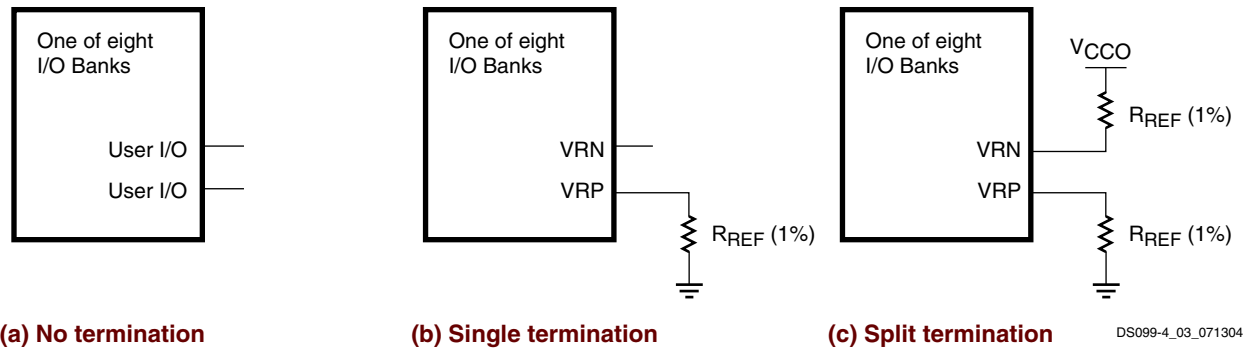 One of eight
I/O Banks
User I/O
User I/O
(a) No termination
One of eight
I/O Banks
VRN
VRP
RREF (1%)
(b) Single termination
One of eight
I/O Banks
VCCO
RREF (1%)
VRN
VRP
RREF (1%)
(c) Split termination
DS099-4_03_071304